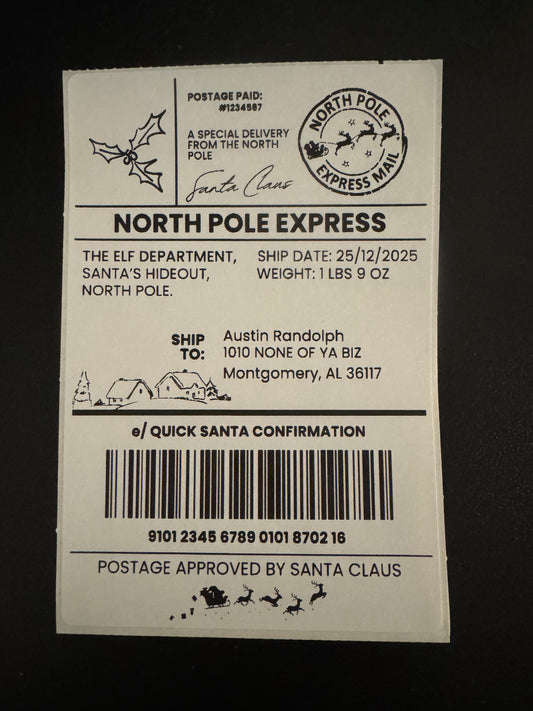 POSTAGE PAID:
#1234567
A SPECIAL DELIVERY
FROM THE NORTH
POLE
Santa Claus
NORTH POLE
EXPRESS MAIL
NORTH POLE EXPRESS
THE ELF DEPARTMENT,
SANTA'S HIDEOUT,
NORTH POLE.
SHIP DATE: 25/12/2025
WEIGHT: 1 LBS 9 OZ
SHIP
TO:
Austin Randolph
1010 NONE OF YA BIZ
Montgomery, AL 36117
e/ QUICK SANTA CONFIRMATION
9101 2345 6789 0101 8702 16
POSTAGE APPROVED BY SANTA CLAUS